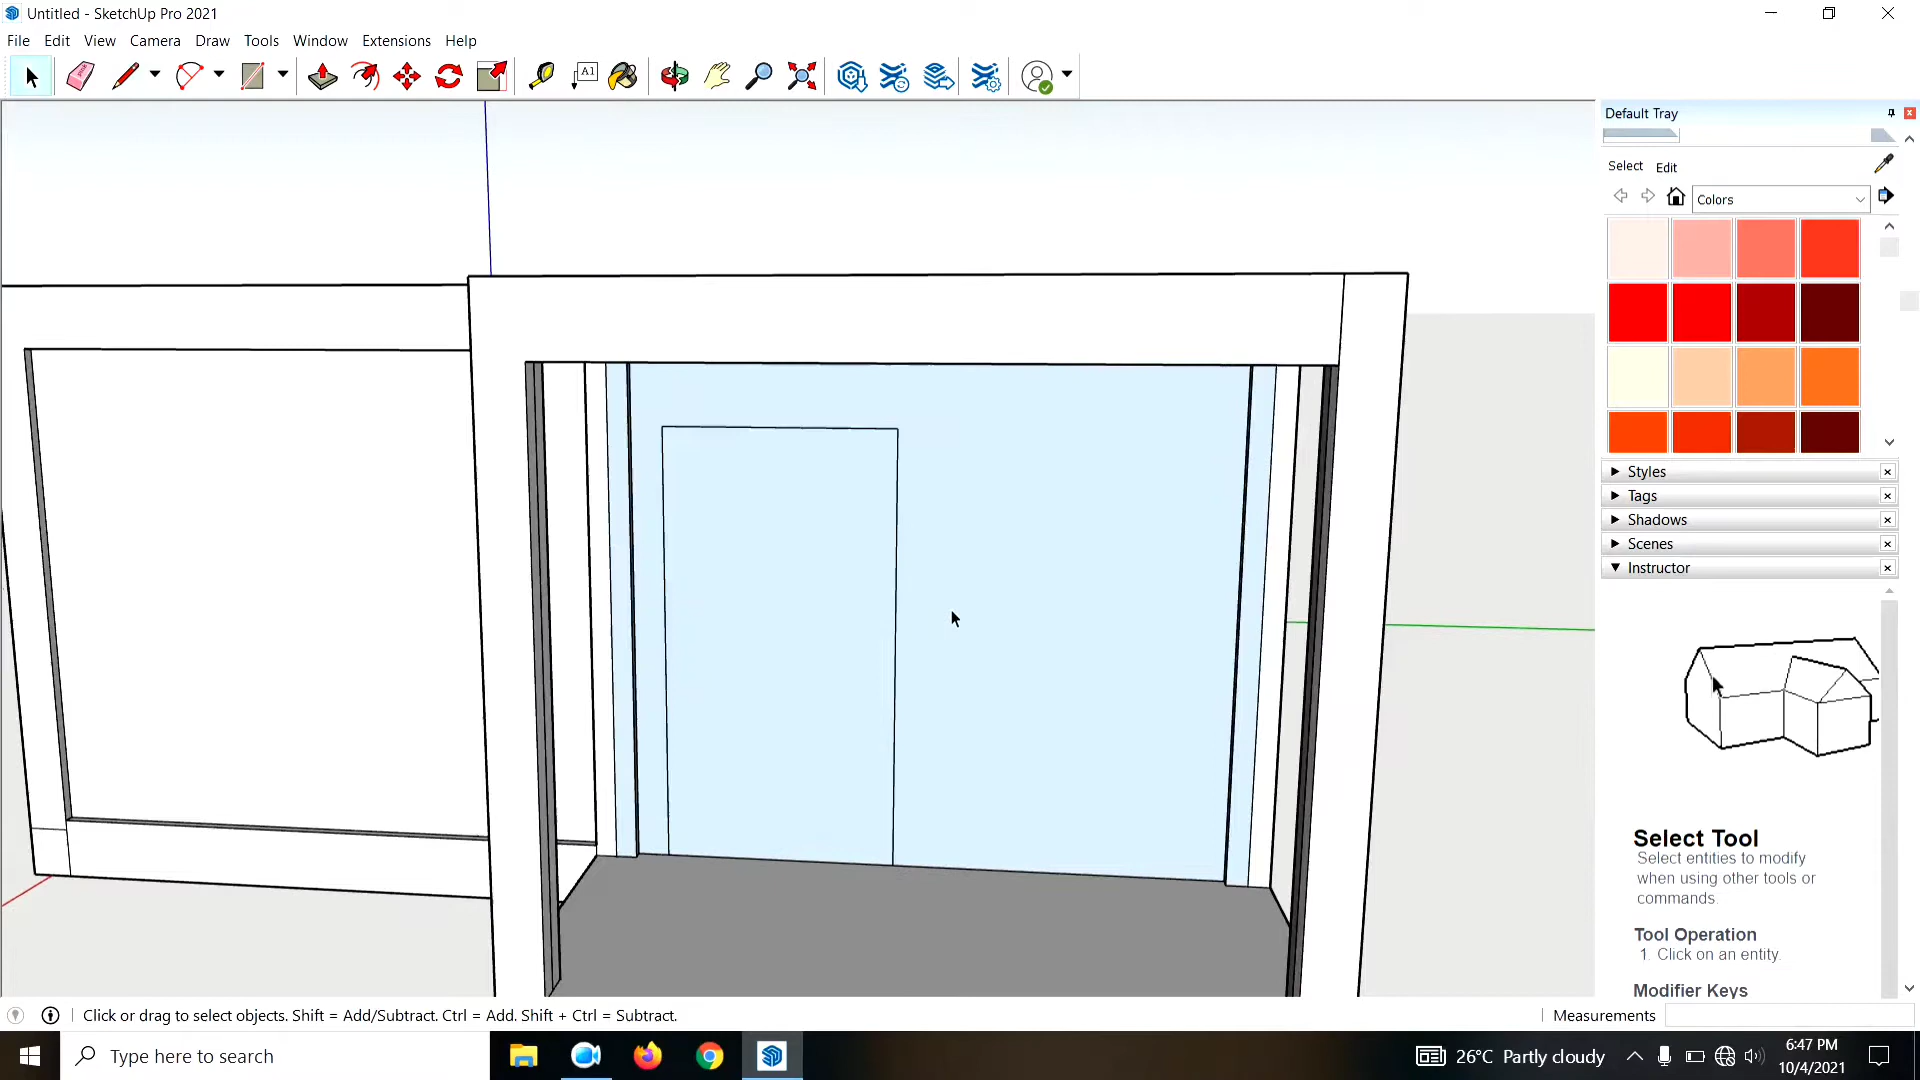 Untitled - SketchUp Pro 2021
File Edit View Camera Draw Tools Window Extensions Help
A1
Default Tray
Select Edit
Colors
Styles
Tags
Shadows
Scenes
Instructor
Select Tool
Select entities to modify
when using other tools or
commands.
Tool Operation
1. Click on an entity.
Modifier Keys
Click or drag to select objects. Shift = Add/Subtract. Ctrl = Add. Shift + Ctrl = Subtract.
Measurements
Type here to search
26°C Partly cloudy
6:47 PM
10/4/2021